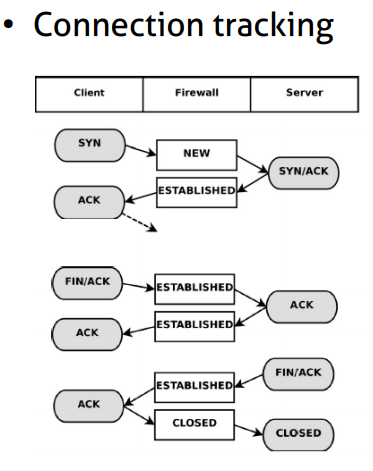 • Connection tracking
Client Firewall Server
SYN
NEW
SYN/ACK
ESTABLISHED
ACK
FIN/ACK
ESTABLISHED
ACK
ESTABLISHED
ACK
FIN/ACK
ESTABLISHED
ACK
CLOSED
CLOSED